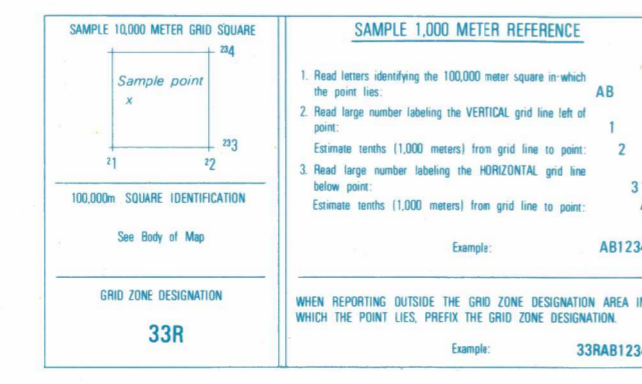 SAMPLE 10,000 METER GRID SQUARE
²³4
Sample point
x
²³3
²1
²2
100,000m SQUARE IDENTIFICATION
See Body of Map
GRID ZONE DESIGNATION
33R
SAMPLE 1,000 METER REFERENCE
1. Read letters identifying the 100,000 meter square in which
the point lies: AB
2. Read large number labeling the VERTICAL grid line left of
point: 1
Estimate tenths (1,000 meters) from grid line to point: 2
3. Read large number labeling the HORIZONTAL grid line
below point: 3
Estimate tenths (1,000 meters) from grid line to point:
Example: AB123
WHEN REPORTING OUTSIDE THE GRID ZONE DESIGNATION AREA IN
WHICH THE POINT LIES, PREFIX THE GRID ZONE DESIGNATION.
Example: 33RAB123